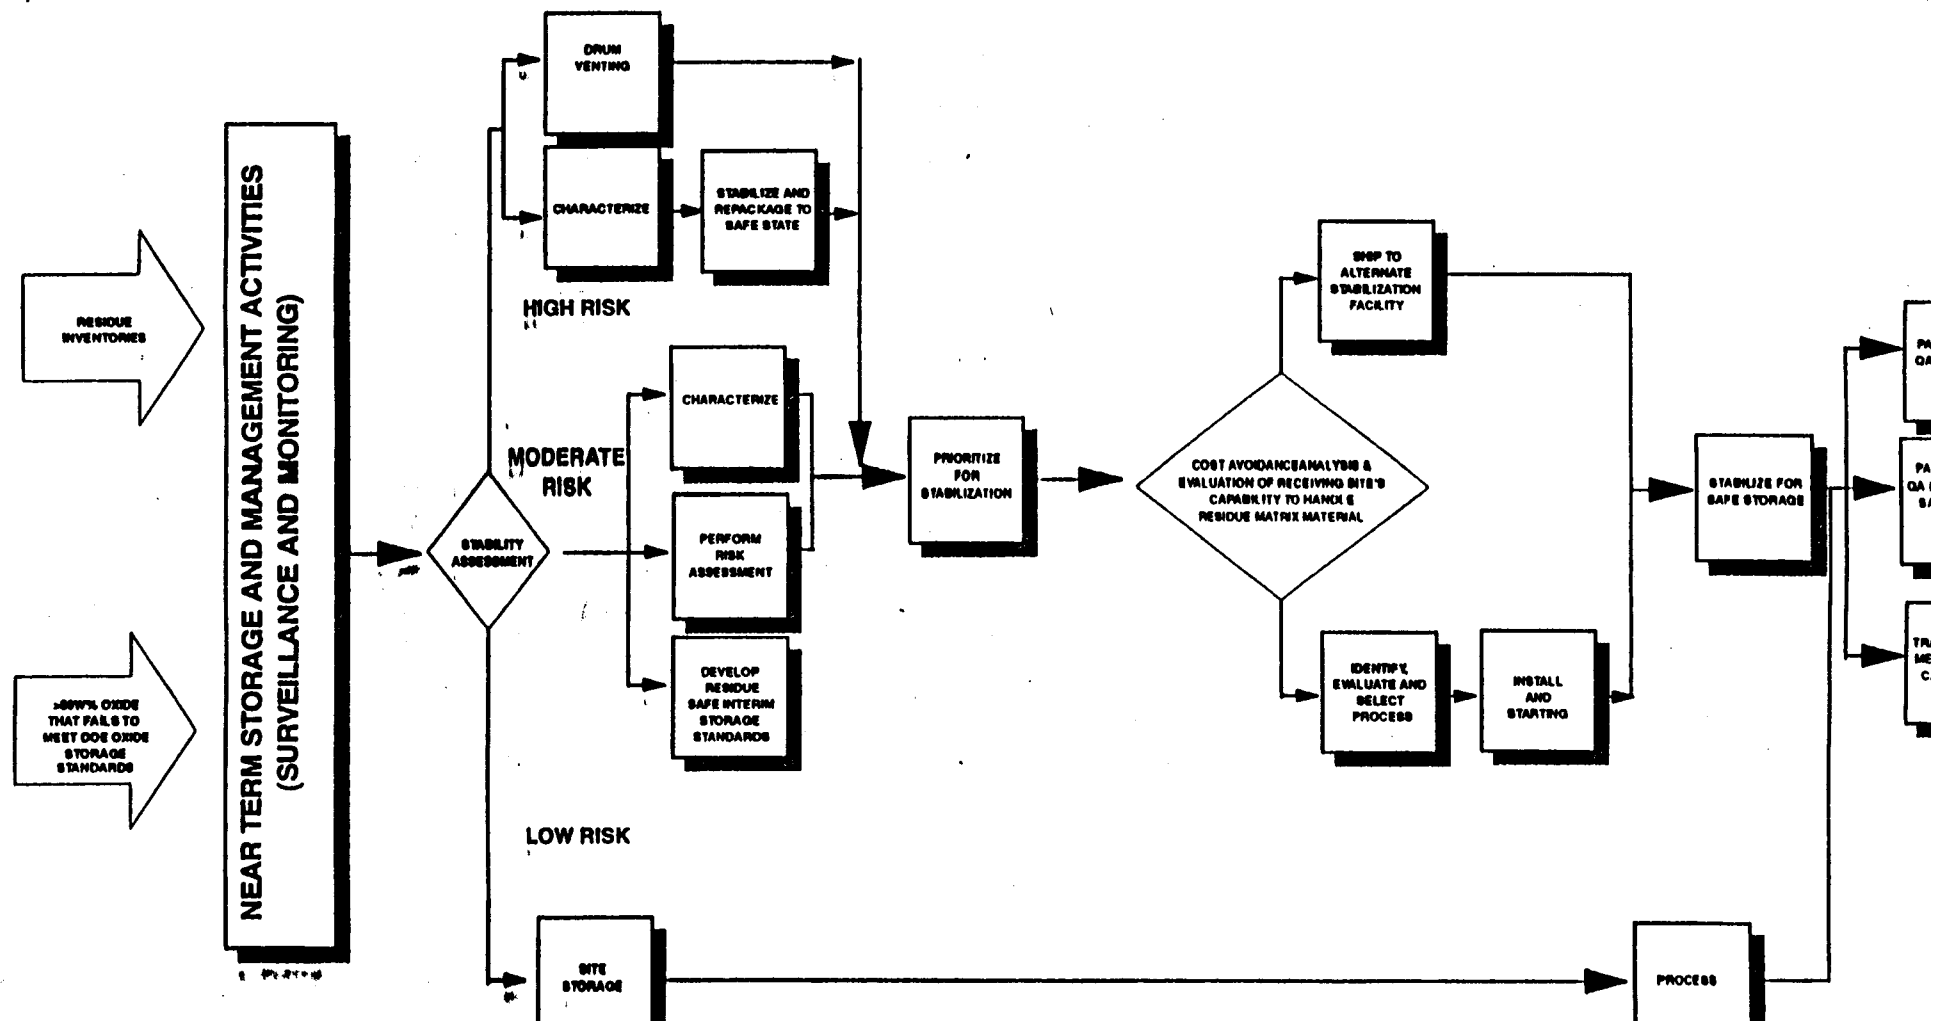 RESIDUE
INVENTORIES
THAT FAILS TO
MEET DOE OXIDE
STORAGE
STANDARDS
NEAR TERM STORAGE AND MANAGEMENT ACTIVITIES
(SURVEILLANCE AND MONITORING)
STABILITY
ASSESSMENT
DRUM
VENTING
CHARACTERIZE
STABILIZE AND
REPACKAGE TO
SAFE STATE
HIGH RISK
MODERATE
RISK
CHARACTERIZE
PERFORM
RISK
ASSESSMENT
DEVELOP
RESIDUE
SAFE INTERIM
STORAGE
STANDARDS
LOW RISK
SITE
STORAGE
PRIORITIZE
FOR
STABILIZATION
COST AVOIDANCEANALYSIS &
EVALUATION OF RECEIVING SITE'S
CAPABILITY TO HANDLE
RESIDUE MATRIX MATERIAL
SHIP TO
ALTERNATE
STABILIZATION
FACILITY
IDENTIFY,
EVALUATE AND
SELECT
PROCESS
INSTALL
AND
STARTING
STABILIZE FOR
SAFE STORAGE
PROCESS